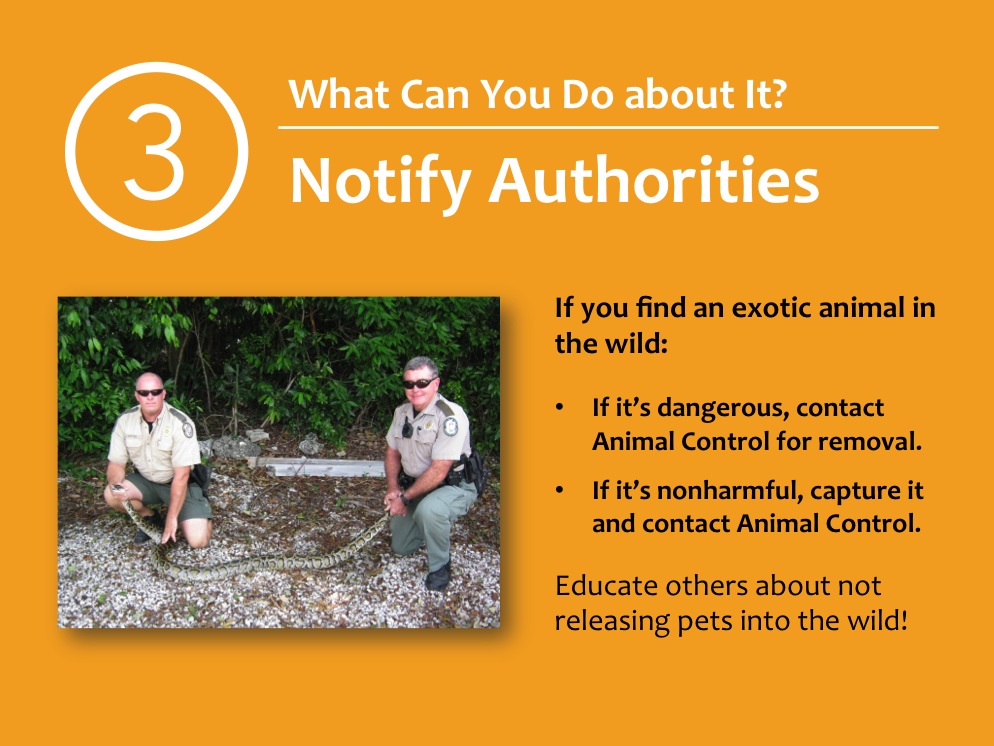 3
What Can You Do about It?
Notify Authorities
If you find an exotic animal in
the wild:
• If it’s dangerous, contact
Animal Control for removal.
• If it’s nonharmful, capture it
and contact Animal Control.
Educate others about not
releasing pets into the wild!